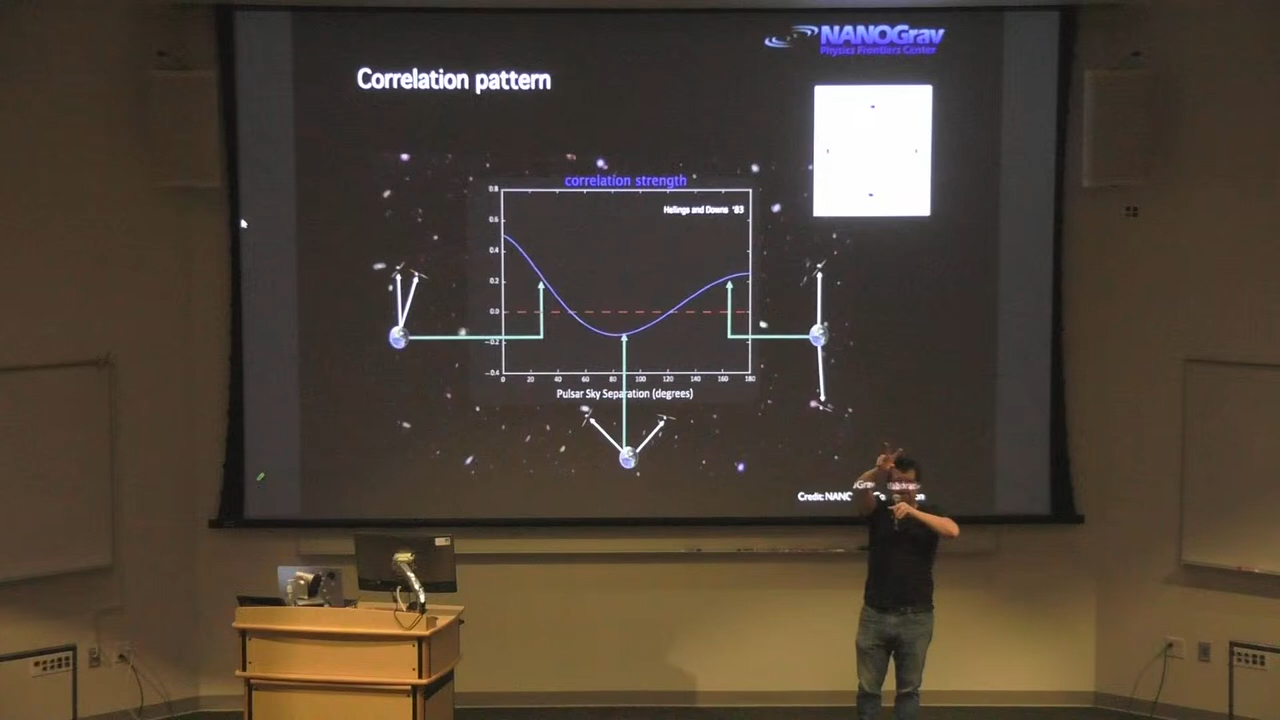 NANOGrav
Physics Frontiers Center
Correlation pattern
correlation strength
Hellings and Downs '83
0.8
0.6
0.4
0.2
0.0
−0.2
−0.4
0 20 40 60 80 100 120 140 160 180
Pulsar Sky Separation (degrees)
Credit: NANOGrav